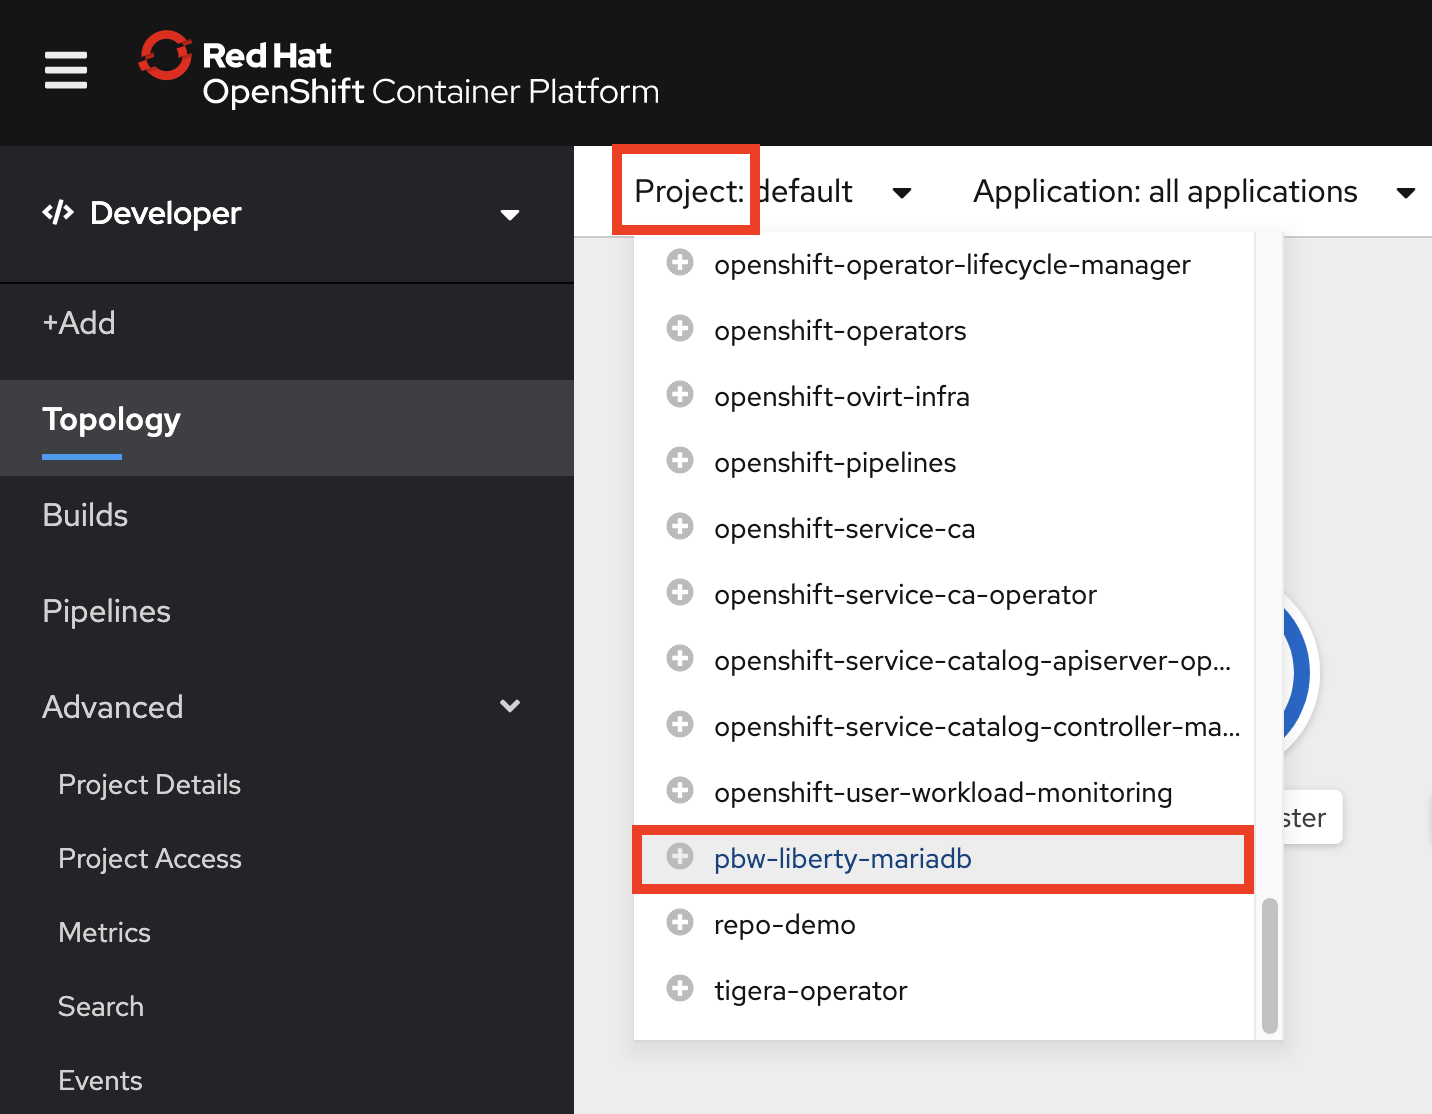 Red Hat
OpenShift Container Platform
</> Developer
+Add
Topology
Builds
Pipelines
Advanced
Project Details
Project Access
Metrics
Search
Events
Project: default
Application: all applications
openshift-operator-lifecycle-manager
openshift-operators
openshift-ovirt-infra
openshift-pipelines
openshift-service-ca
openshift-service-ca-operator
openshift-service-catalog-apiserver-op...
openshift-service-catalog-controller-ma...
openshift-user-workload-monitoring
pbw-liberty-mariadb
repo-demo
tigera-operator
ster